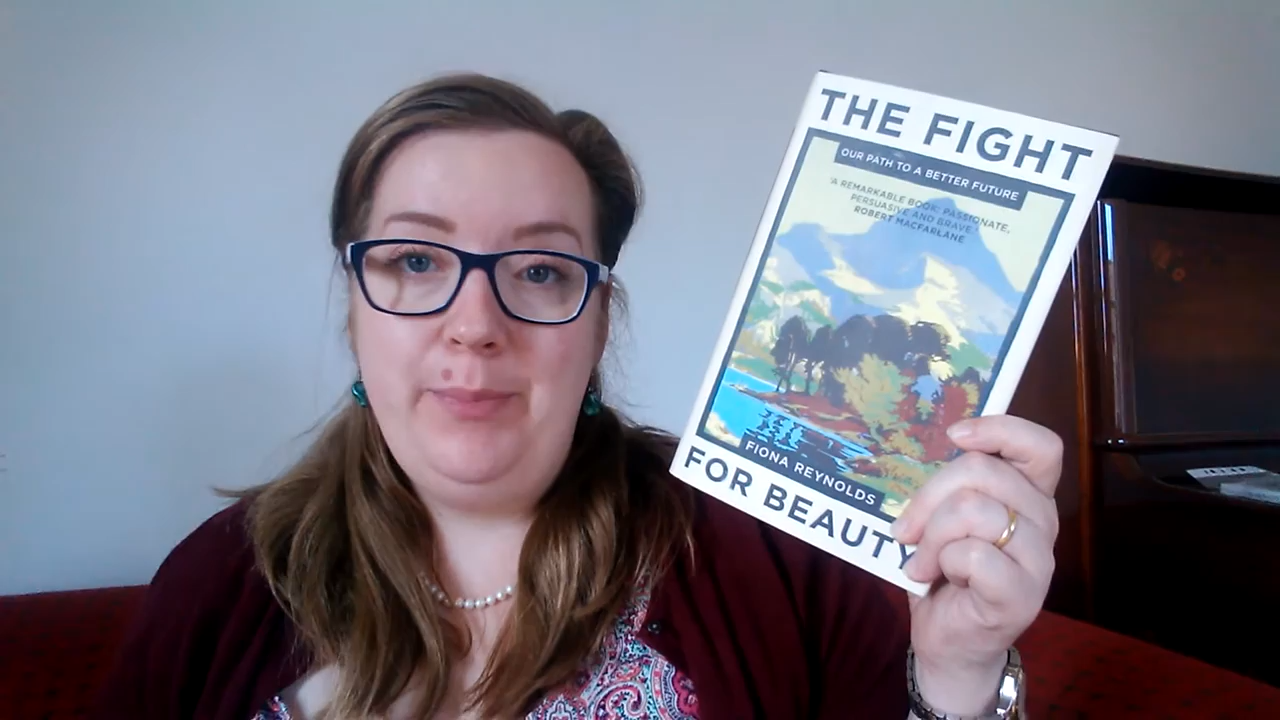 THE FIGHT
OUR PATH TO A BETTER FUTURE
'A REMARKABLE BOOK: PASSIONATE,
PERSUASIVE AND BRAVE.'
ROBERT MACFARLANE
FIONA REYNOLDS
FOR BEAUTY